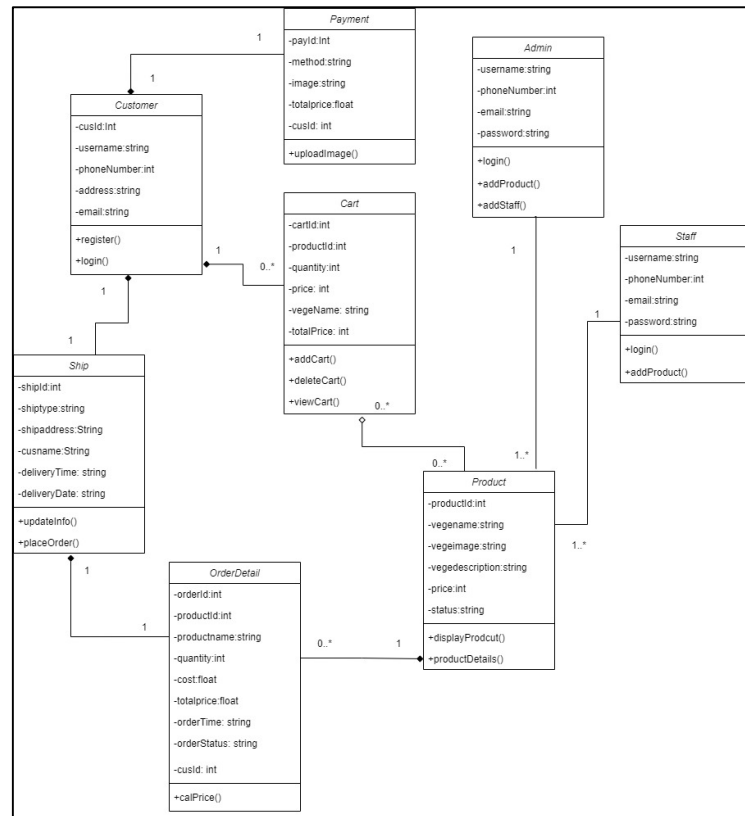 Payment
-payId:Int
-method:string
-image:string
-totalprice:float
-cusId: int
+uploadImage()
1
1
Admin
-username:string
-phoneNumber:int
-email:string
-password:string
+login()
+addProduct()
+addStaff()
1
Customer
-cusId:Int
-username:string
-phoneNumber:int
-address:string
-email:string
+register()
+login()
1
0..*
1
1
Cart
-cartId:int
-productId:int
-quantity:int
-price: int
-vegeName: string
-totalPrice: int
+addCart()
+deleteCart()
+viewCart()
0..*
0..*
Staff
-username:string
-phoneNumber:int
-email:string
-password:string
+login()
+addProduct()
1
1..*
1..*
Ship
-shipId:int
-shiptype:string
-shipaddress:String
-cusname:String
-deliveryTime: string
-deliveryDate: string
+updateInfo()
+placeOrder()
1
1
Product
-productId:int
-vegename:string
-vegeimage:string
-vegedescription:string
-price:int
-status:string
+displayProdcut()
+productDetails()
OrderDetail
-orderId:int
-productId:int
-productname:string
-quantity:int
-cost:float
-totalprice:float
-orderTime: string
-orderStatus: string
-cusId: int
+calPrice()
0..*
1